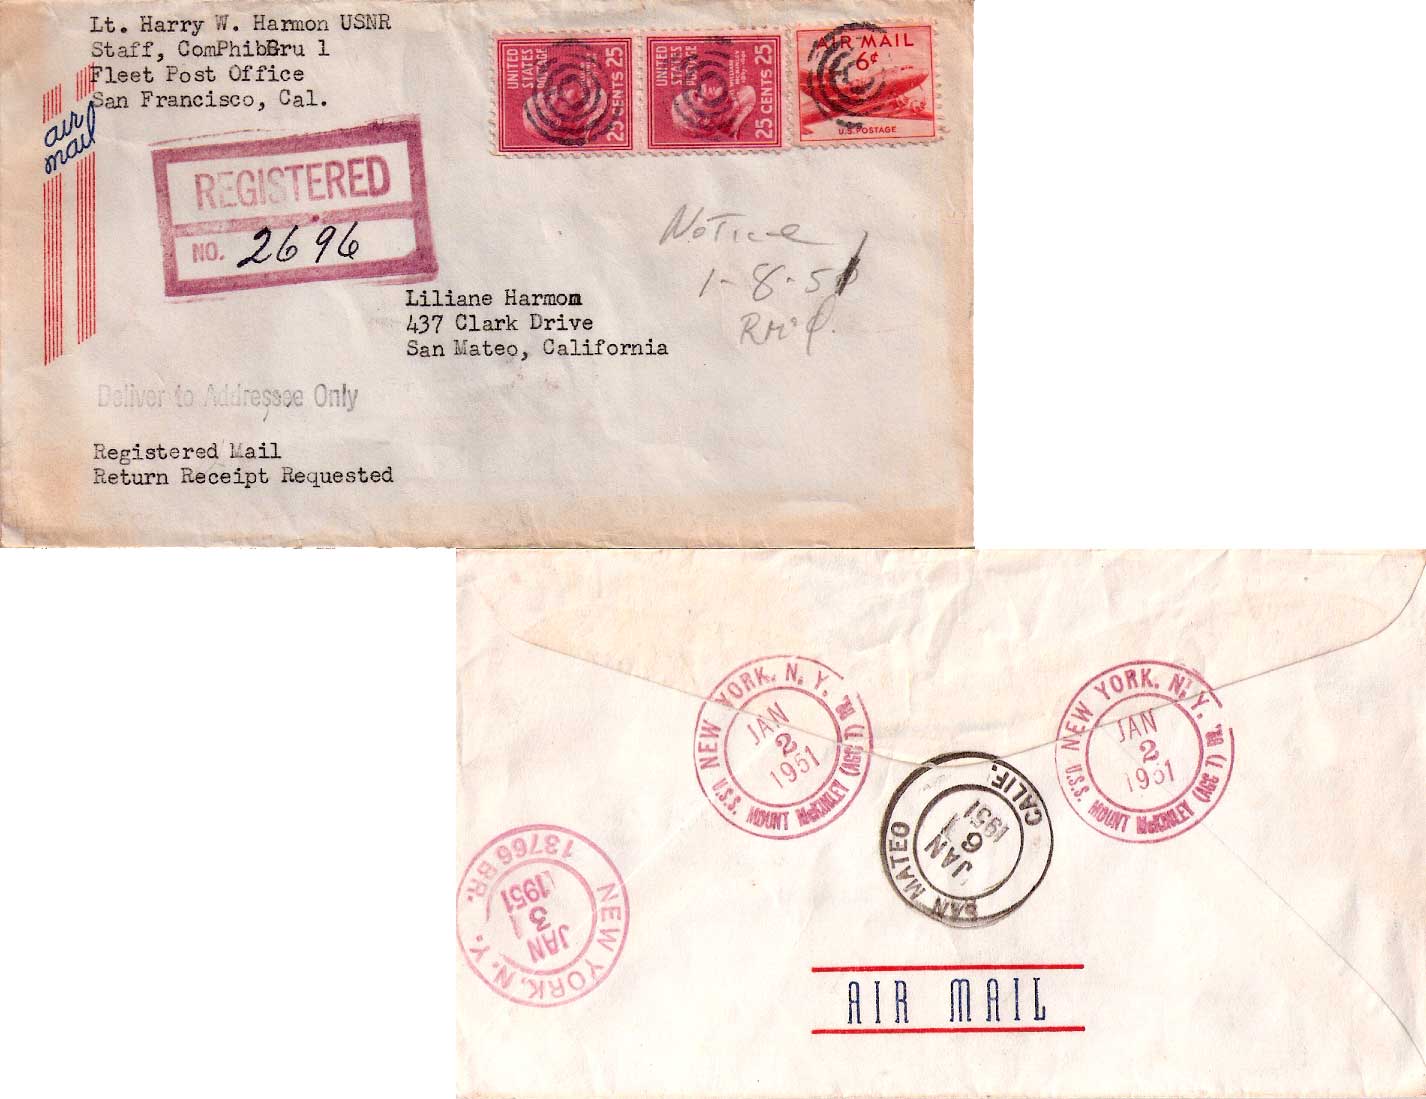 Lt. Harry W. Harmon USNR
Staff, ComPhibBru 1
Fleet Post Office
San Francisco, Cal.
air
mail
UNITED
STATES
POSTAGE
25 CENTS 25
UNITED
STATES
WILLIAM
McKINLEY
25 CENTS 25
AIR MAIL
6¢
U.S. POSTAGE
REGISTERED
NO. 2696
Notice
1-8-51
Liliane Harmon
437 Clark Drive
San Mateo, California
Deliver to Addressee Only
Registered Mail
Return Receipt Requested
NEW YORK, N. Y. BR.
JAN
2
1951
U.S.S. MOUNT McKINLEY (AGC 7)
NEW YORK, N. Y. BR.
JAN
2
1951
U.S.S. MOUNT McKINLEY (AGC 7)
SAN MATEO CALIF.
JAN
6
1951
NEW YORK, N. Y.
13766 BR.
JAN
3
1951
AIR MAIL